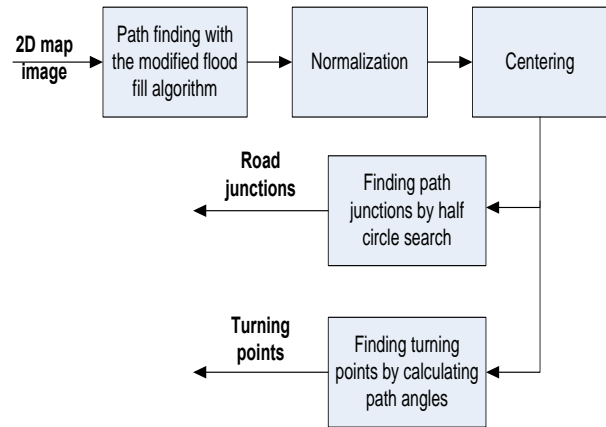 2D map
image
Path finding with
the modified flood
fill algorithm
Normalization
Centering
Road
junctions
Finding path
junctions by half
circle search
Turning
points
Finding turning
points by calculating
path angles